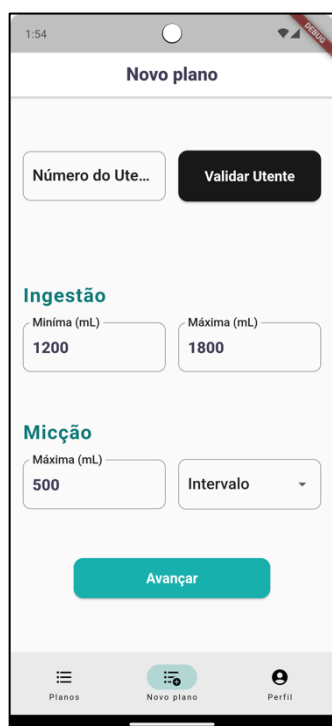 1:54
DEBUG
Novo plano
Número do Ute...
Validar Utente
Ingestão
Miníma (mL)
Máxima (mL)
1200
1800
Micção
Máxima (mL)
500
Intervalo
Avançar
Planos
Novo plano
Perfil